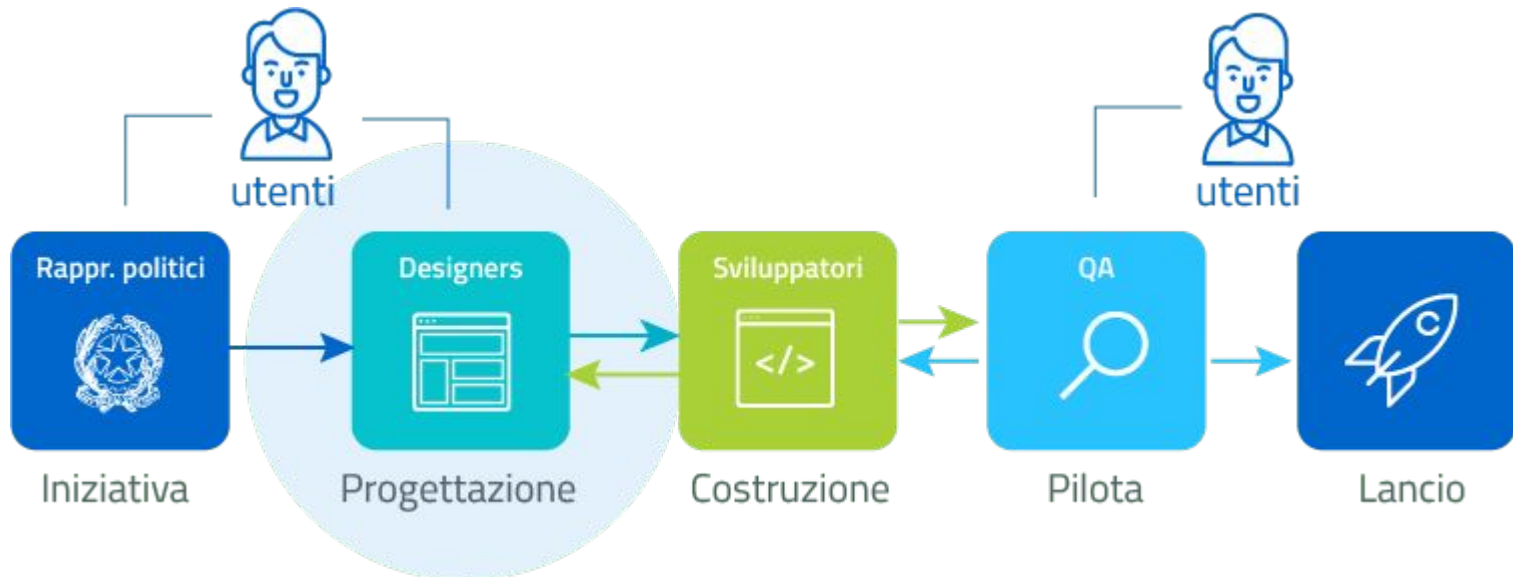 utenti
utenti
Rappr. politici
Designers
Sviluppatori
</>
QA
C
Iniziativa
Progettazione
Costruzione
Pilota
Lancio